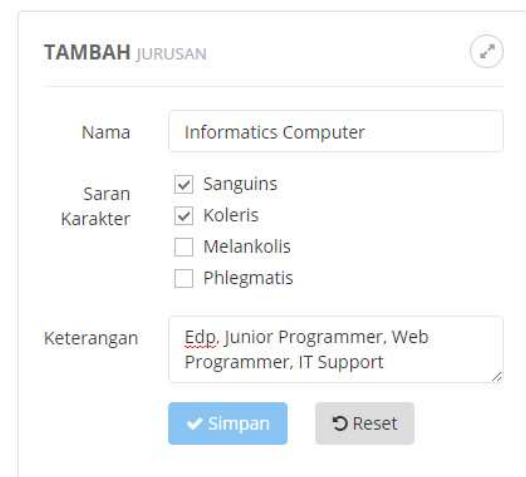 TAMBAH JURUSAN
Nama
Informatics Computer
Saran
Karakter
Sanguins
Koleris
Melankolis
Phlegmatis
Keterangan
Edp, Junior Programmer, Web
Programmer, IT Support
Simpan
Reset